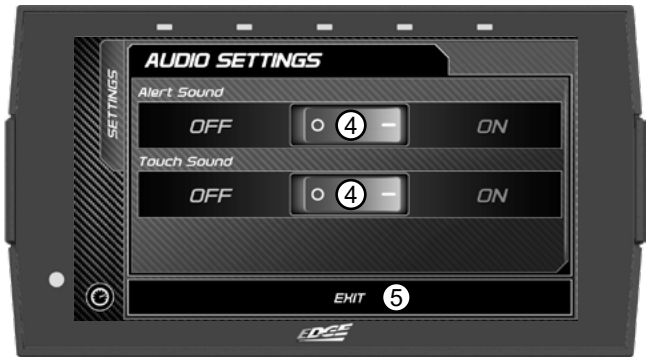 AUDIO SETTINGS
SETTINGS
Alert Sound
OFF 4 ON
Touch Sound
OFF 4 ON
EXIT 5
EDGE